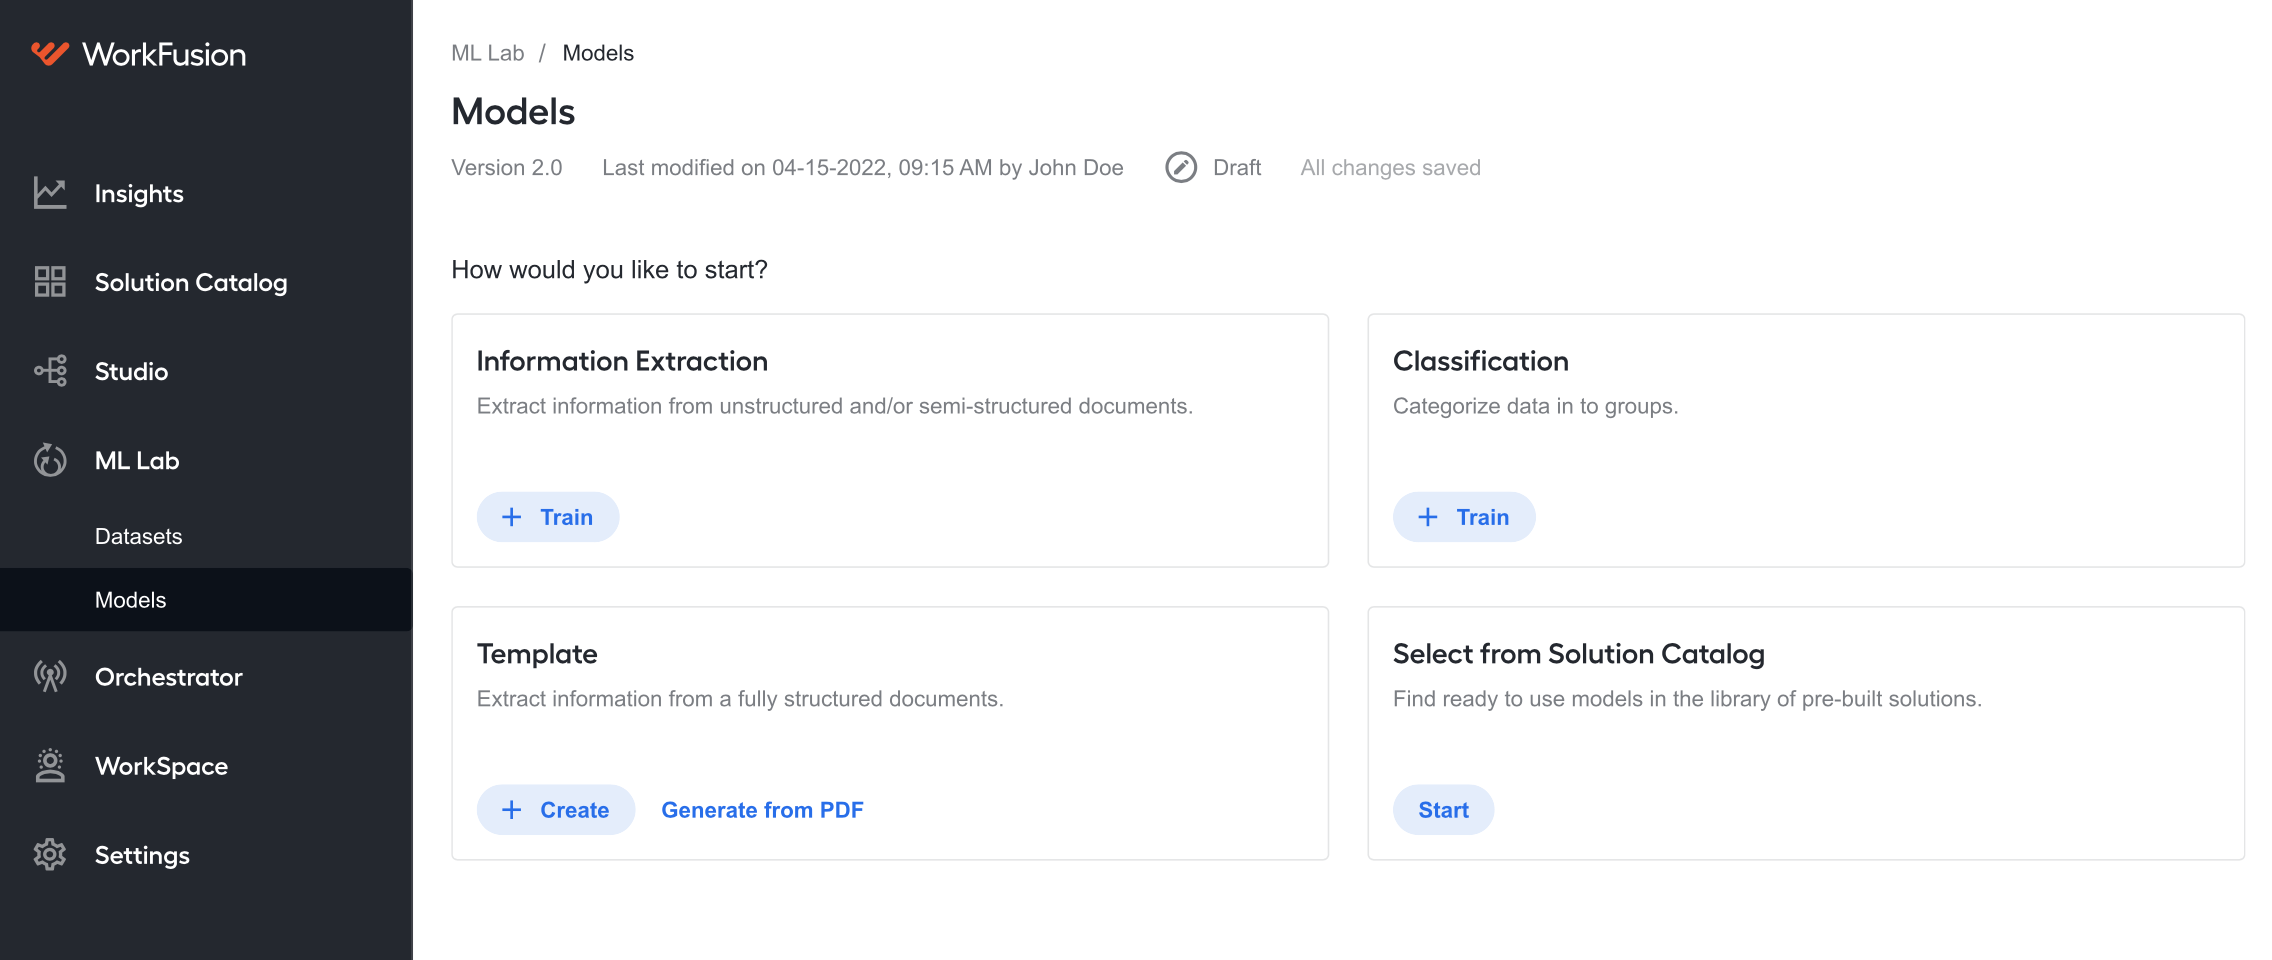 WorkFusion
Insights
Solution Catalog
Studio
ML Lab
Datasets
Models
Orchestrator
WorkSpace
Settings
ML Lab / Models
Models
Version 2.0 Last modified on 04-15-2022, 09:15 AM by John Doe Draft All changes saved
How would you like to start?
Information Extraction
Extract information from unstructured and/or semi-structured documents.
+ Train
Classification
Categorize data in to groups.
+ Train
Template
Extract information from a fully structured documents.
+ Create Generate from PDF
Select from Solution Catalog
Find ready to use models in the library of pre-built solutions.
Start